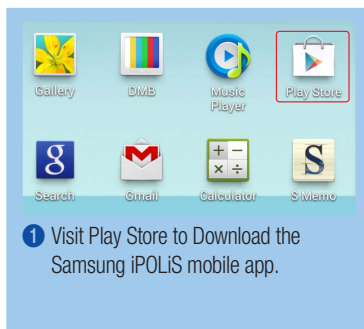 Gallery DMB Music Player Play Store
g
S
Search Gmail Calculator S Memo
1 Visit Play Store to Download the
Samsung iPOLiS mobile app.